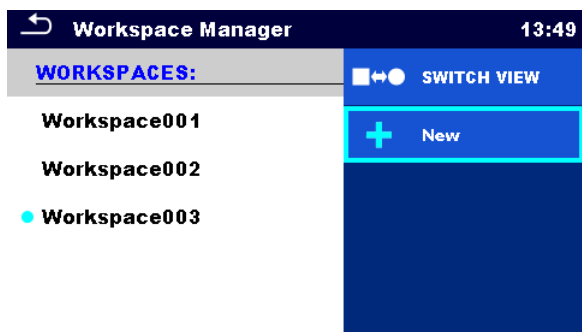 Workspace Manager 13:49
WORKSPACES:
SWITCH VIEW
Workspace001
New
Workspace002
Workspace003